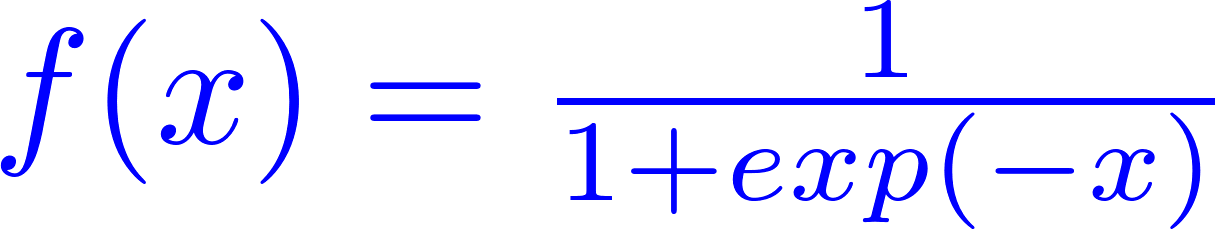 f(x) = 1/1+exp(−x)